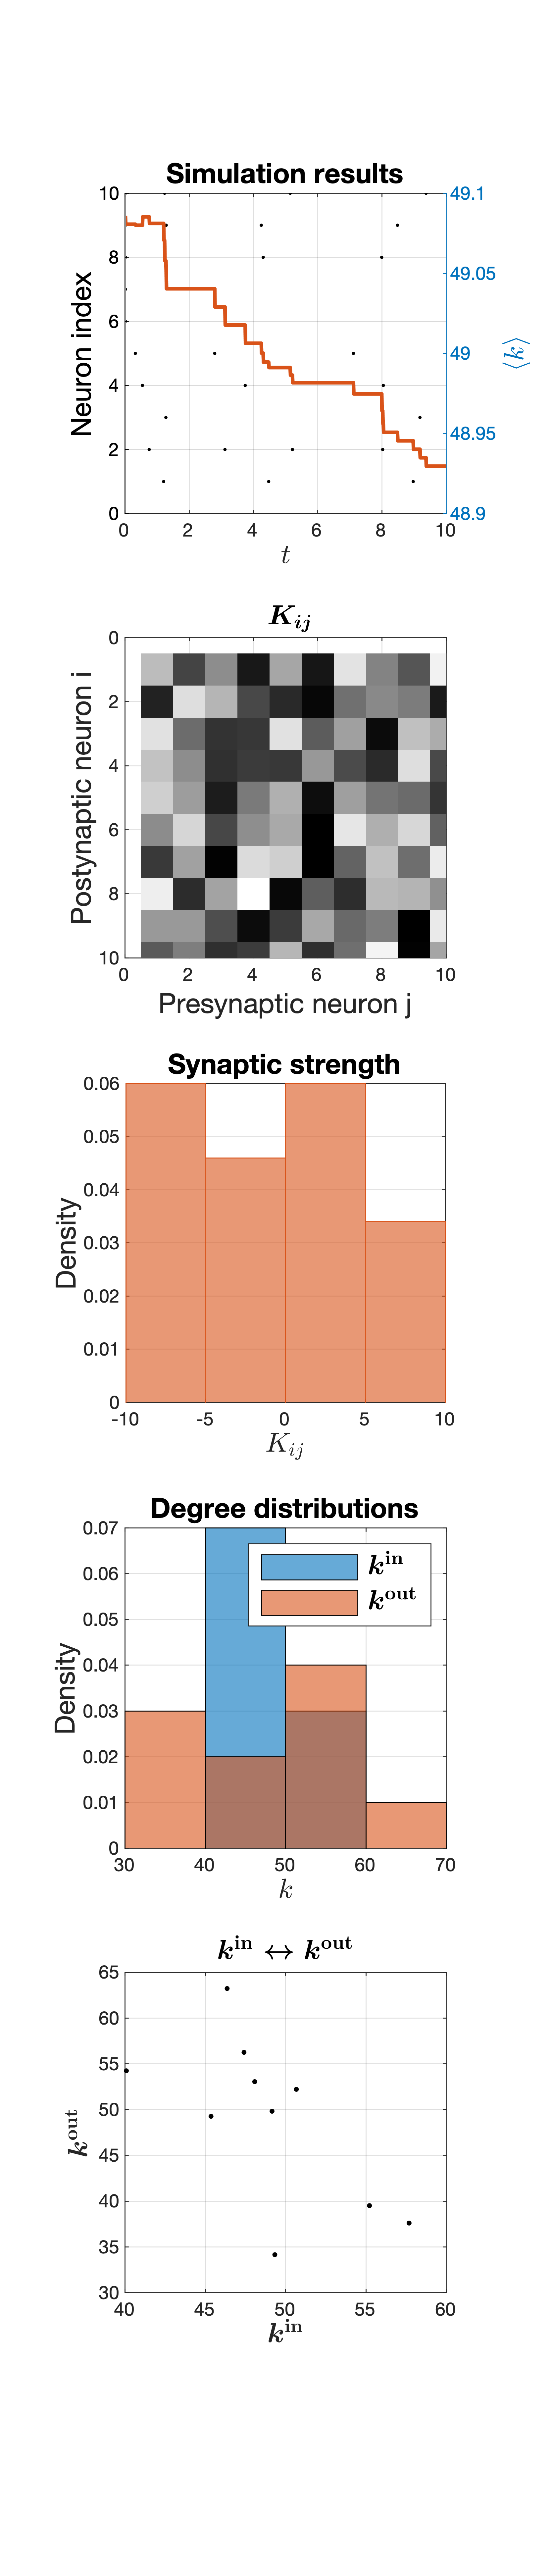 Simulation results
10
8
6
4
2
0
Neuron index
49.1
49.05
49
48.95
48.9
⟨k⟩
0 2 4 6 8 10
t
K_{ij}
0
2
4
6
8
10
Postynaptic neuron i
0 2 4 6 8 10
Presynaptic neuron j
Synaptic strength
0.06
0.05
0.04
0.03
0.02
0.01
0
Density
-10 -5 0 5 10
K_{ij}
Degree distributions
0.07
0.06
0.05
0.04
0.03
0.02
0.01
0
Density
k^{in}
k^{out}
30 40 50 60 70
k
k^{in} ↔ k^{out}
65
60
55
50
45
40
35
30
k^{out}
40 45 50 55 60
k^{in}